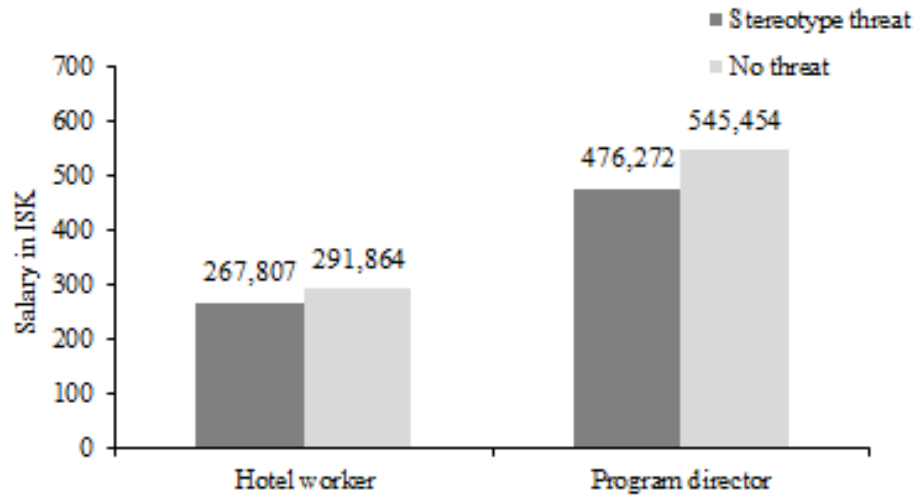 Stereotype threat
No threat
Salary in ISK
700
600
500
400
300
200
100
0
267,807
291,864
476,272
545,454
Hotel worker
Program director